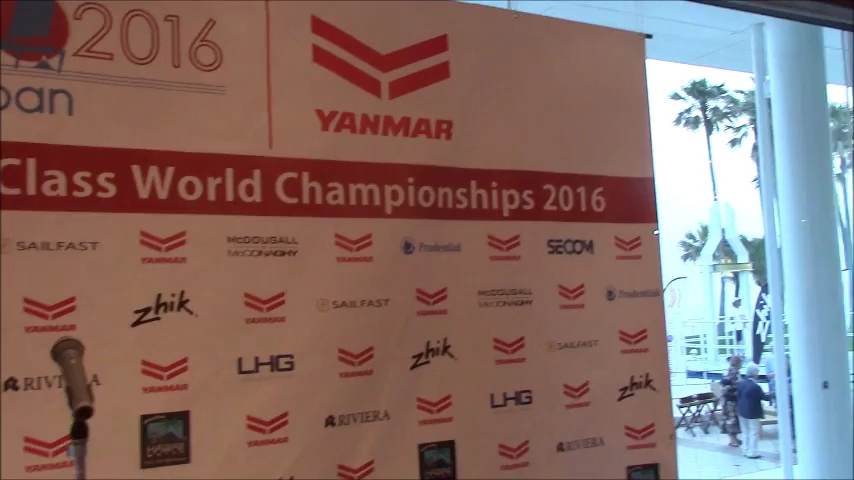 2016
pan
YANMAR
Class World Championships 2016
SAILFAST YANMAR McDOUGALL McCONAGHY YANMAR Prudential YANMAR SECOM YANMAR
YANMAR zhik YANMAR SAILFAST YANMAR McDOUGALL McCONAGHY YANMAR Prudential
RIVIERA YANMAR LHG YANMAR zhik YANMAR SAILFAST YANMAR
YANMAR YANMAR RIVIERA YANMAR LHG YANMAR zhik
YANMAR YANMAR RIVIERA YANMAR